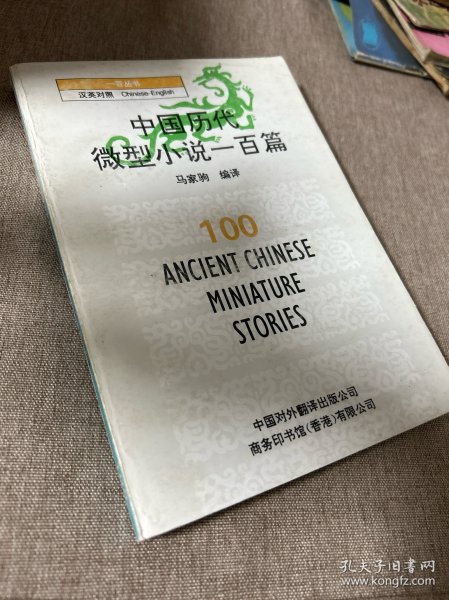 一百丛书
汉英对照 Chinese-English
中国历代
微型小说一百篇
马家驹 编译
100
ANCIENT CHINESE
MINIATURE
STORIES
中国对外翻译出版公司
商务印书馆(香港)有限公司
孔夫子旧书网
www.kongfz.com